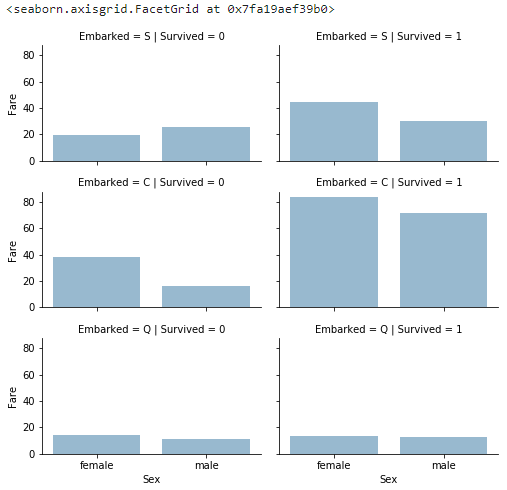 <seaborn.axisgrid.FacetGrid at 0x7fa19aef39b0>
Embarked = S | Survived = 0
Embarked = S | Survived = 1
80
60
40
20
0
Fare
Embarked = C | Survived = 0
Embarked = C | Survived = 1
80
60
40
20
0
Fare
Embarked = Q | Survived = 0
Embarked = Q | Survived = 1
80
60
40
20
0
Fare
female
male
female
male
Sex
Sex